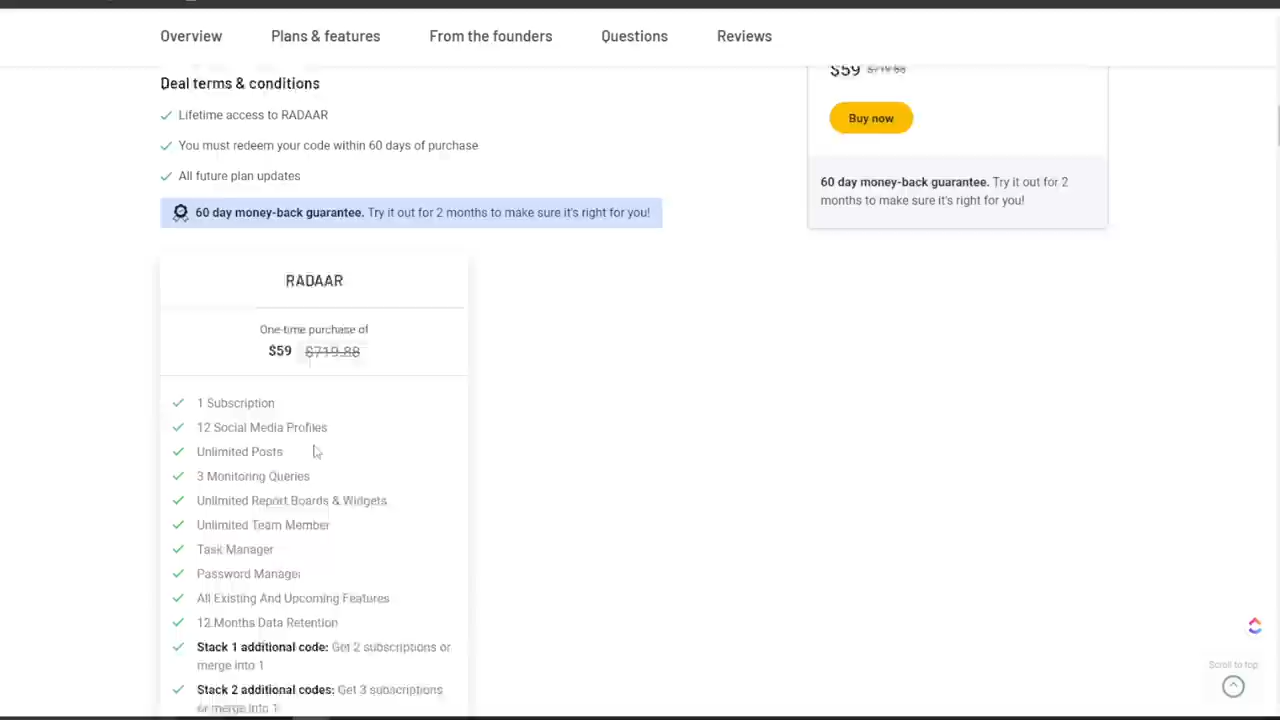 Overview Plans & features From the founders Questions Reviews
Deal terms & conditions
Lifetime access to RADAAR
You must redeem your code within 60 days of purchase
All future plan updates
60 day money-back guarantee. Try it out for 2 months to make sure it's right for you!
$59 $719.88
Buy now
60 day money-back guarantee. Try it out for 2
months to make sure it's right for you!
RADAAR
One-time purchase of
$59 $719.88
1 Subscription
12 Social Media Profiles
Unlimited Posts
3 Monitoring Queries
Unlimited Report Boards & Widgets
Unlimited Team Member
Task Manager
Password Manager
All Existing And Upcoming Features
12 Months Data Retention
Stack 1 additional code: Get 2 subscriptions or
merge into 1
Stack 2 additional codes: Get 3 subscriptions
or merge into 1
Scroll to top